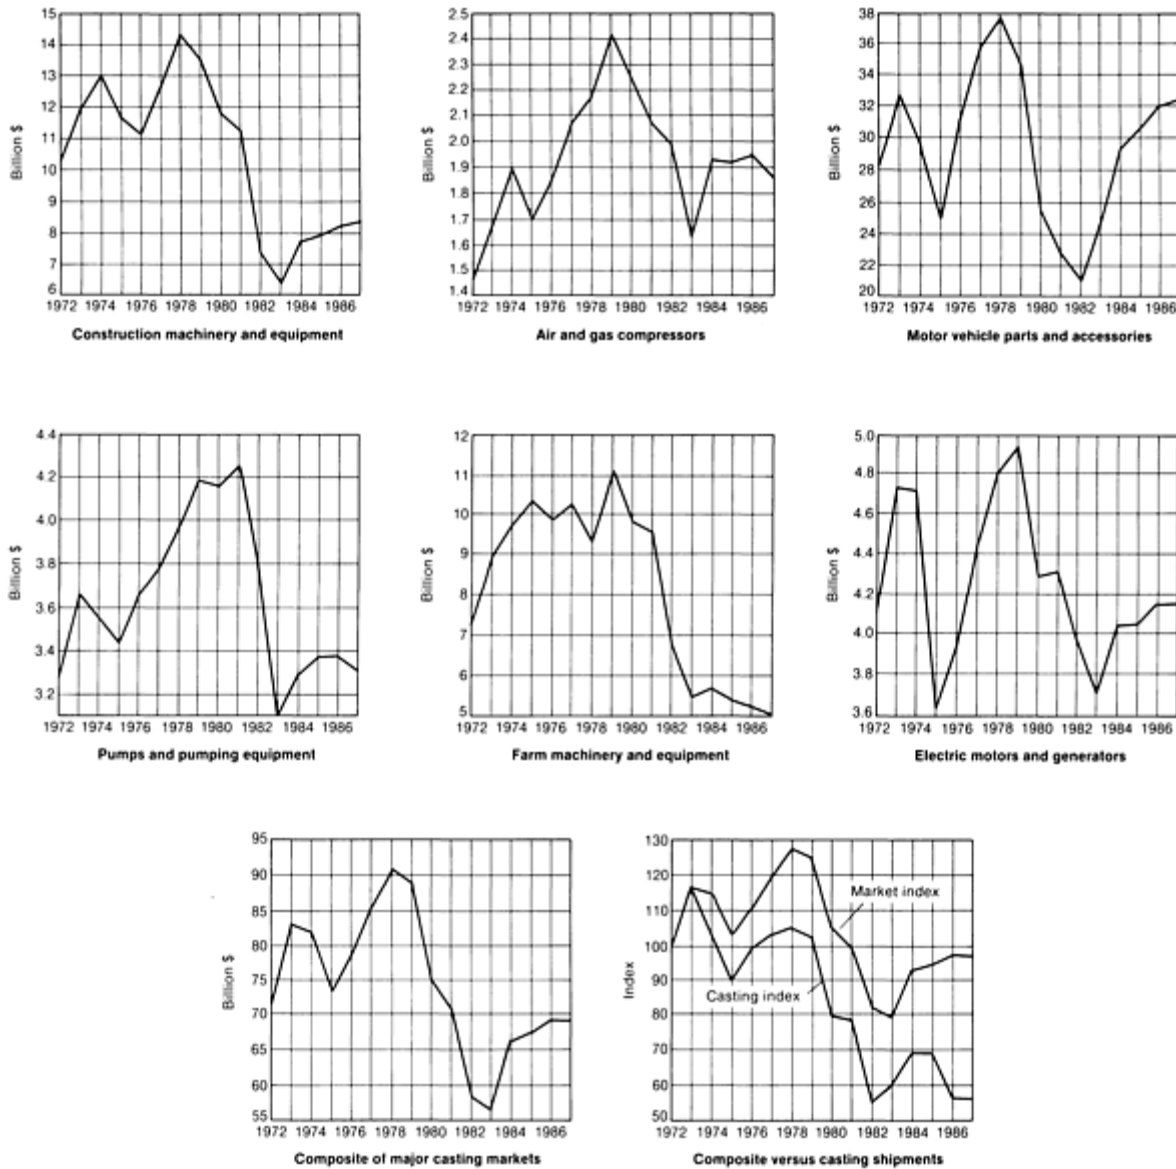 15
14
13
12
11
10
9
8
7
6
Billion $
1972 1974 1976 1978 1980 1982 1984 1986
Construction machinery and equipment
2.5
2.4
2.3
2.2
2.1
2.0
1.9
1.8
1.7
1.6
1.5
1.4
Billion $
1972 1974 1976 1978 1980 1982 1984 1986
Air and gas compressors
38
36
34
32
30
28
26
24
22
20
Billion $
1972 1974 1976 1978 1980 1982 1984 1986
Motor vehicle parts and accessories
4.4
4.2
4.0
3.8
3.6
3.4
3.2
Billion $
1972 1974 1976 1978 1980 1982 1984 1986
Pumps and pumping equipment
12
11
10
9
8
7
6
5
Billion $
1972 1974 1976 1978 1980 1982 1984 1986
Farm machinery and equipment
5.0
4.8
4.6
4.4
4.2
4.0
3.8
3.6
Billion $
1972 1974 1976 1978 1980 1982 1984 1986
Electric motors and generators
95
90
85
80
75
70
65
60
55
Billion $
1972 1974 1976 1978 1980 1982 1984 1986
Composite of major casting markets
130
120
110
100
90
80
70
60
50
Index
Market index
Casting index
1972 1974 1976 1978 1980 1982 1984 1986
Composite versus casting shipments